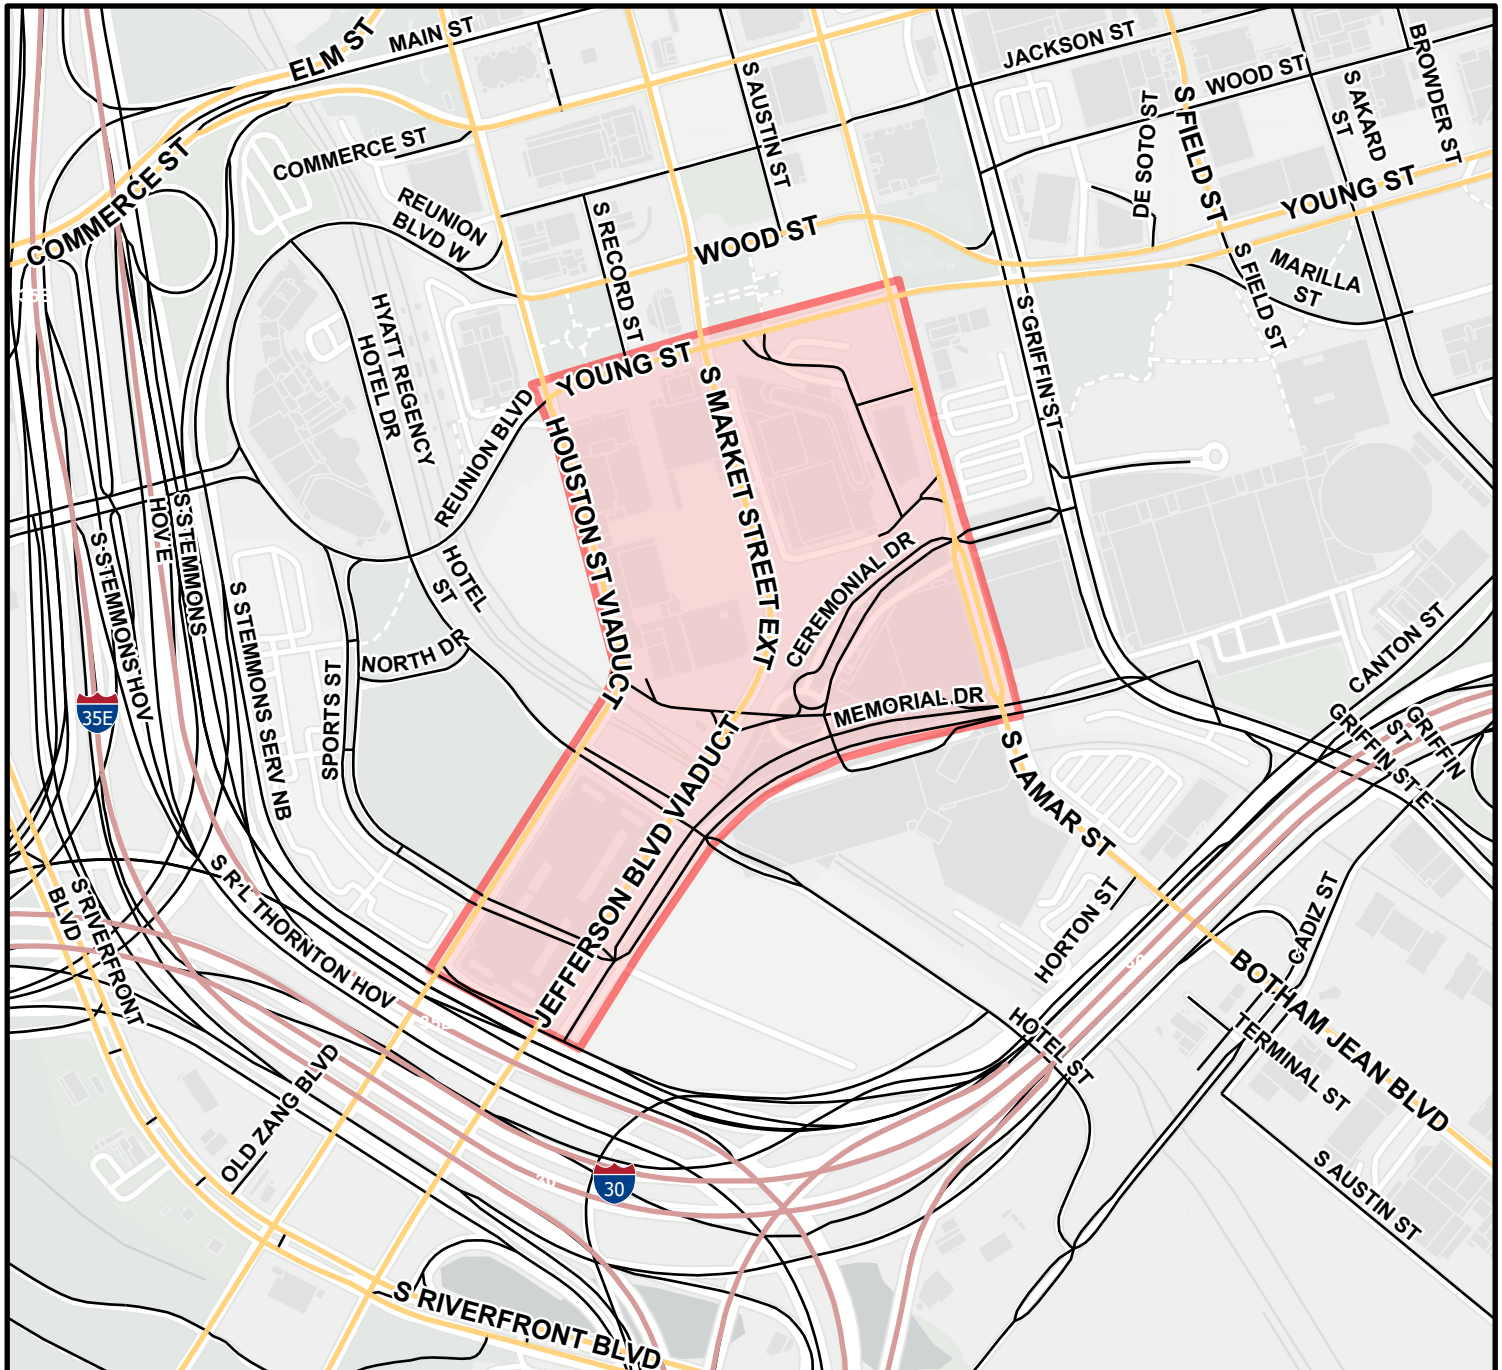 ELM ST
MAIN ST
JACKSON ST
BROWDER ST
WOOD ST
S AUSTIN ST
S FIELD ST
S AKARD
ST
DE SOTO ST
COMMERCE ST
COMMERCE ST
REUNION
BLVD W
S RECORD ST
WOOD ST
YOUNG ST
S FIELD ST
MARILLA
ST
HYATT REGENCY
HOTEL DR
S GRIFFIN ST
YOUNG ST
REUNION BLVD
S MARKET STREET EXT
HOUSTON ST VIADUCT
HOV E
S STEMMONS
S STEMMONS HOV
S STEMMONS SERV NB
HOTEL
ST
CEREMONIAL DR
NORTH DR
SPORTS ST
CANTON ST
MEMORIAL DR
35E
S LAMAR ST
GRIFFIN
ST
GRIFFIN ST E
JEFFERSON BLVD VIADUCT
S R L THORNTON HOV
S RIVERFRONT
BLVD
HORTON ST
CADIZ ST
30
BOTHAM JEAN BLVD
35E
HOTEL ST
TERMINAL ST
OLD ZANG BLVD
S AUSTIN ST
30
30
S RIVERFRONT BLVD